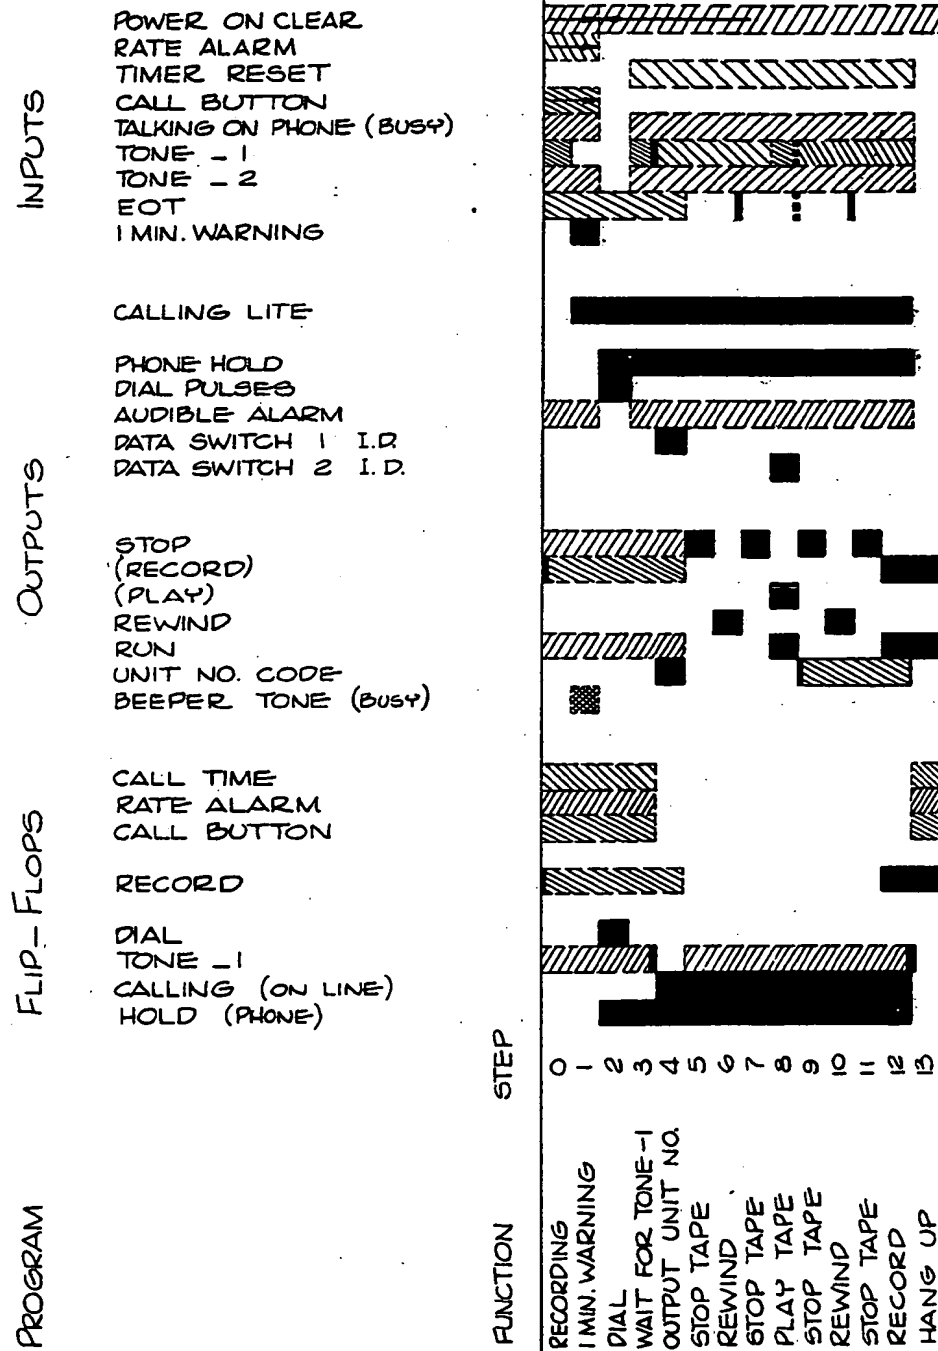 INPUTS
POWER ON CLEAR
RATE ALARM
TIMER RESET
CALL BUTTON
TALKING ON PHONE (BUSY)
TONE - 1
TONE - 2
EOT
1 MIN. WARNING
OUTPUTS
CALLING LITE
PHONE HOLD
DIAL PULSES
AUDIBLE ALARM
DATA SWITCH 1 I.D.
DATA SWITCH 2 I.D.
STOP
(RECORD)
(PLAY)
REWIND
RUN
UNIT NO. CODE
BEEPER TONE (BUSY)
FLIP-FLOPS
CALL TIME
RATE ALARM
CALL BUTTON
RECORD
DIAL
TONE -1
CALLING (ON LINE)
HOLD (PHONE)
PROGRAM
STEP
0
1
2
3
4
5
6
7
8
9
10
11
12
13
FUNCTION
RECORDING
1 MIN. WARNING
DIAL
WAIT FOR TONE-1
OUTPUT UNIT NO.
STOP TAPE
REWIND
STOP TAPE
PLAY TAPE
STOP TAPE
REWIND
STOP TAPE
RECORD
HANG UP